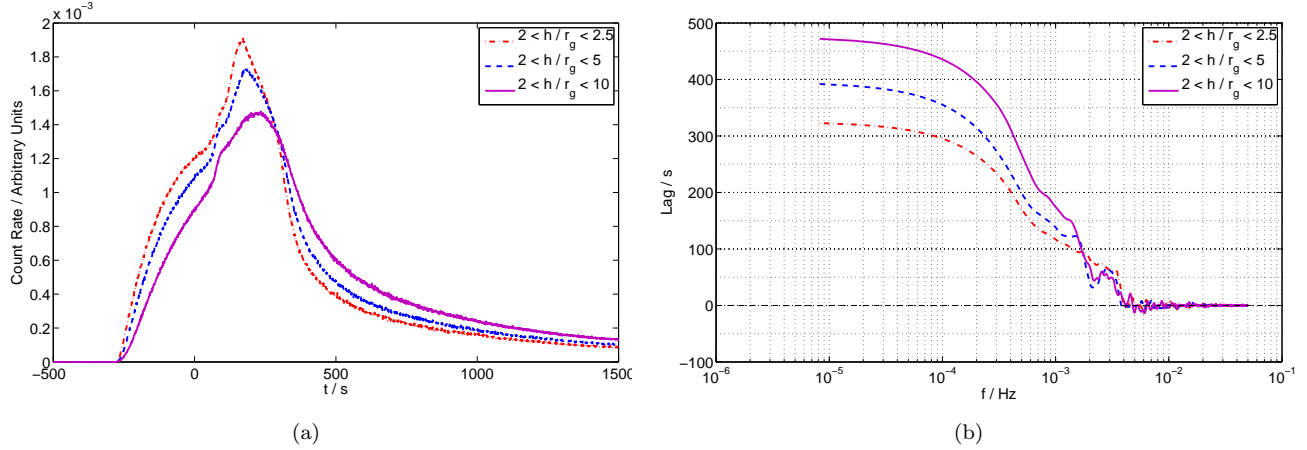 x 10⁻³
2
1.8
1.6
1.4
1.2
1
0.8
0.6
0.4
0.2
0
Count Rate / Arbitrary Units
−500
0
500
1000
1500
t / s
2 < h / r_g < 2.5
2 < h / r_g < 5
2 < h / r_g < 10
(a)
500
400
300
200
100
0
−100
Lag / s
10⁻⁶
10⁻⁵
10⁻⁴
10⁻³
10⁻²
10⁻¹
f / Hz
2 < h / r_g < 2.5
2 < h / r_g < 5
2 < h / r_g < 10
(b)